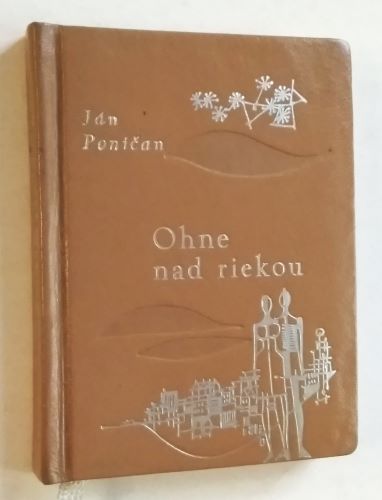 Ján
Poničan
Ohne
nad riekou